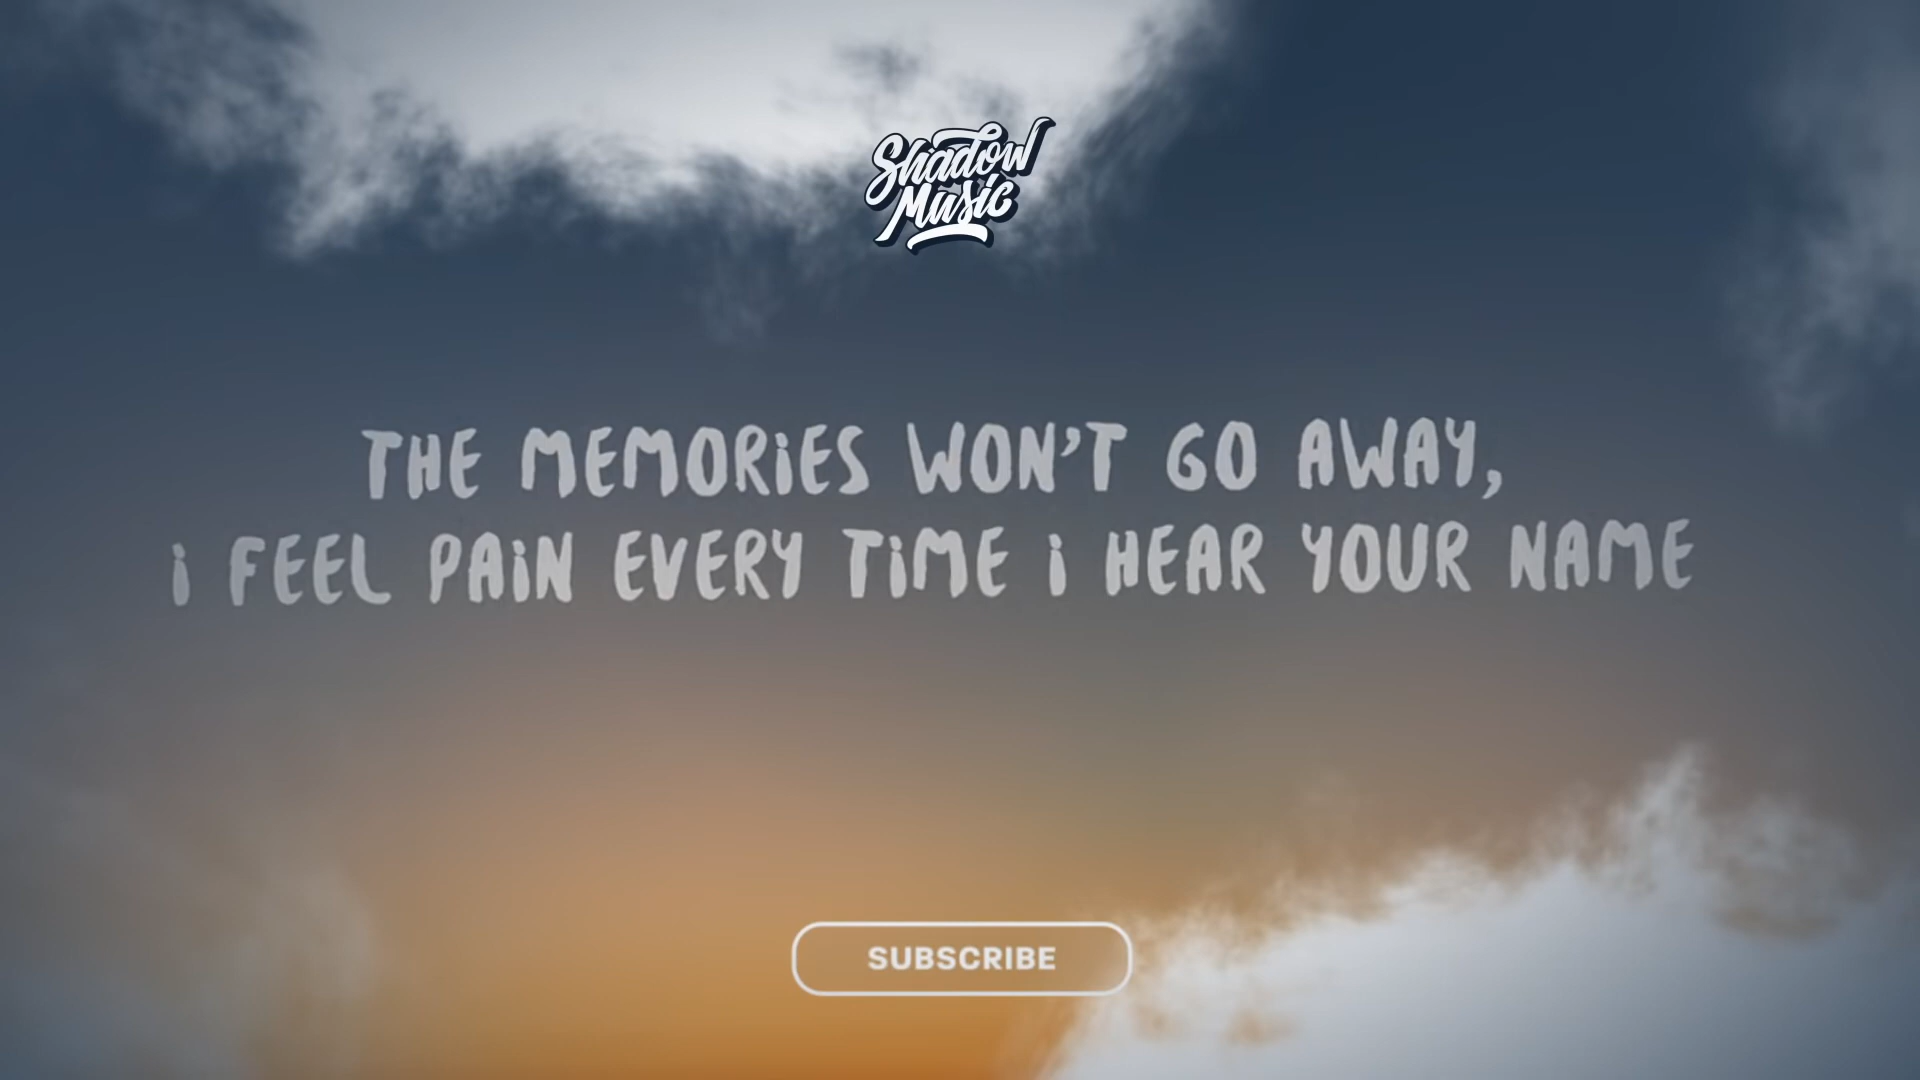 Shadow
Music
THE MEMORiES WON'T GO AWAY,
i FEEL PAiN EVERY TiME i HEAR YOUR NAME
SUBSCRIBE